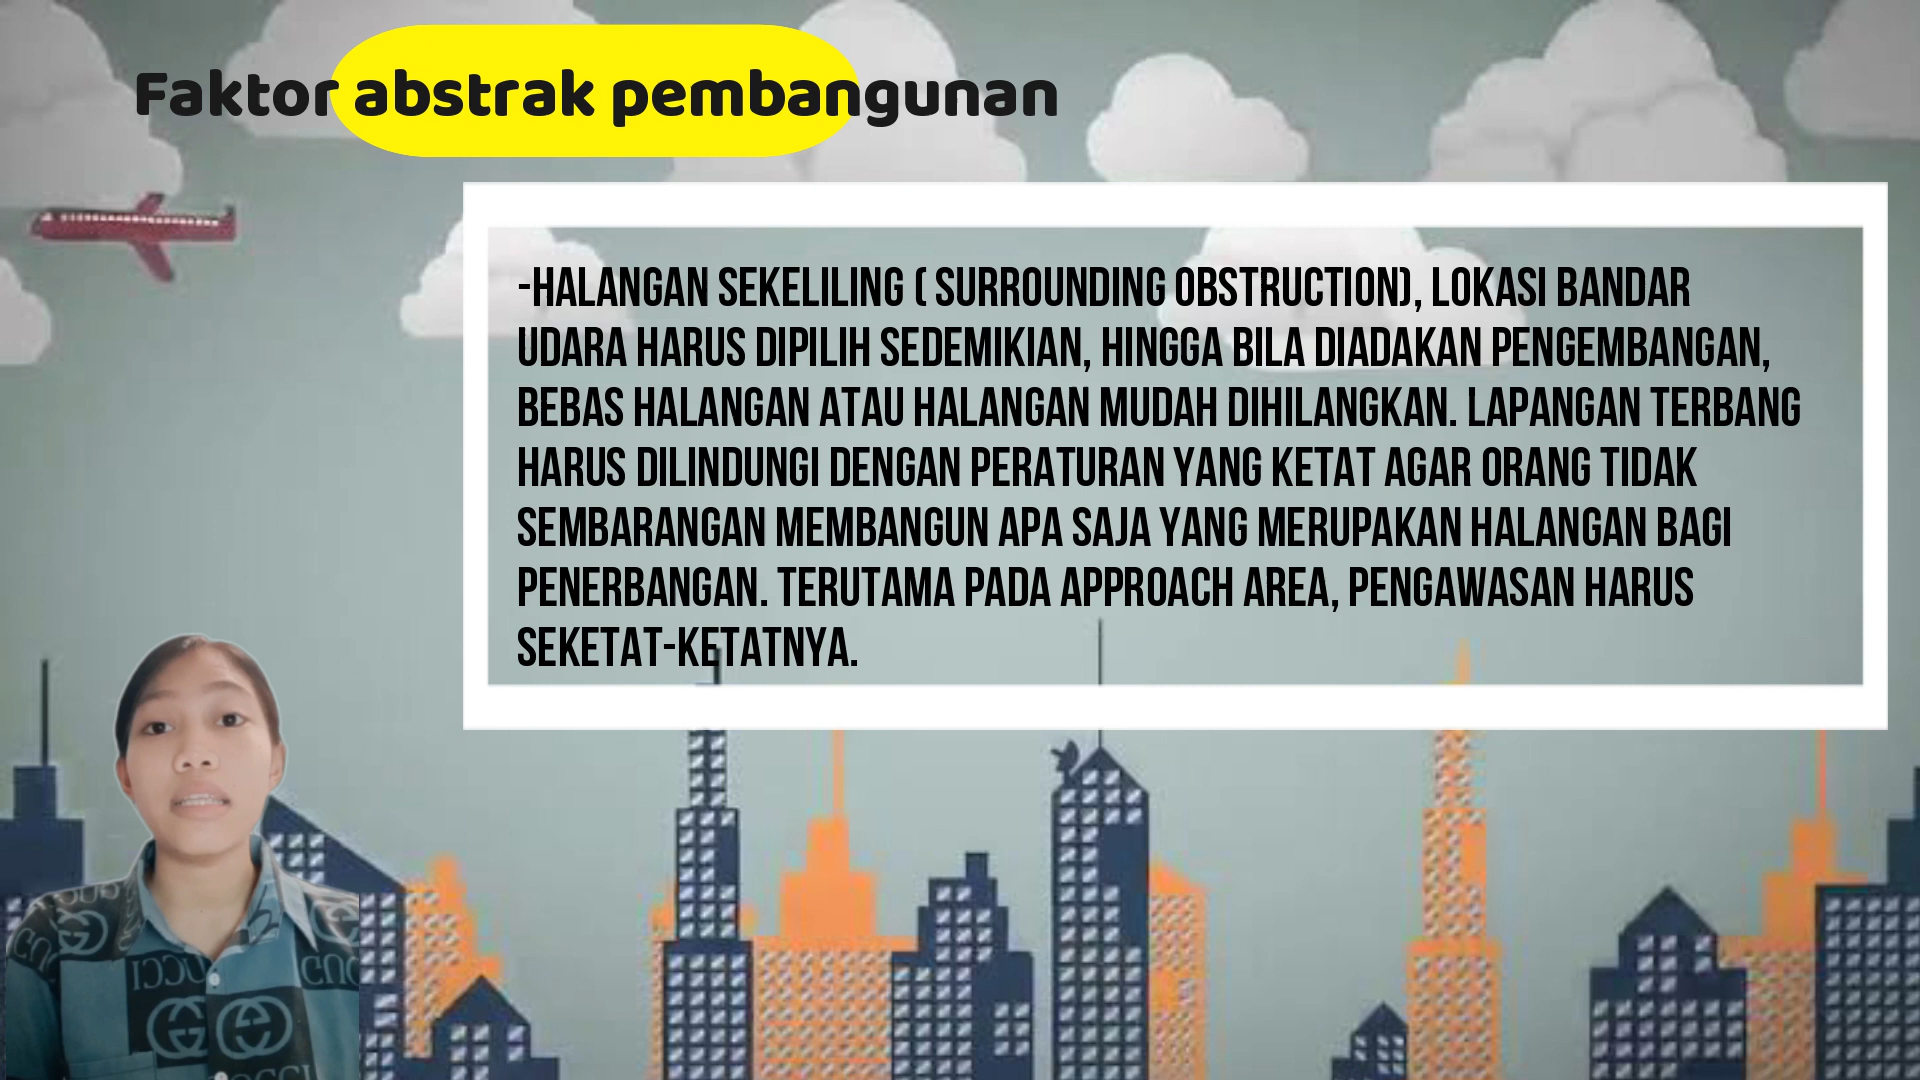 Faktor abstrak pembangunan
-HALANGAN SEKELILING ( SURROUNDING OBSTRUCTION), LOKASI BANDAR
UDARA HARUS DIPILIH SEDEMIKIAN, HINGGA BILA DIADAKAN PENGEMBANGAN,
BEBAS HALANGAN ATAU HALANGAN MUDAH DIHILANGKAN. LAPANGAN TERBANG
HARUS DILINDUNGI DENGAN PERATURAN YANG KETAT AGAR ORANG TIDAK
SEMBARANGAN MEMBANGUN APA SAJA YANG MERUPAKAN HALANGAN BAGI
PENERBANGAN. TERUTAMA PADA APPROACH AREA, PENGAWASAN HARUS
SEKETAT-KETATNYA.